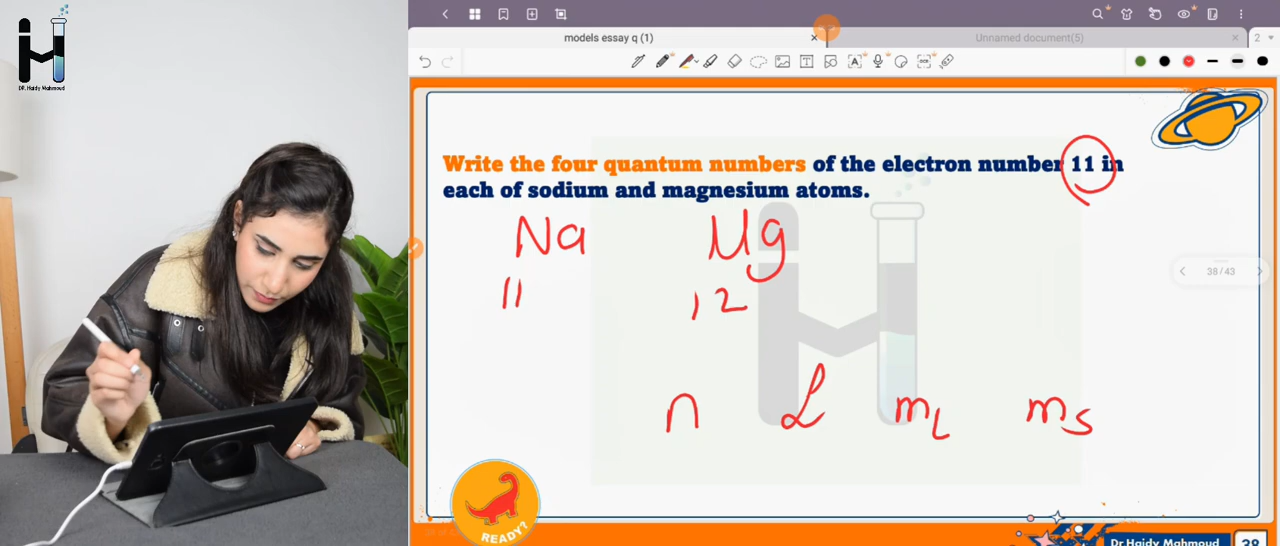 DR. Haidy Mahmoud
models essay q (1)
Unnamed document(5)
2
Write the four quantum numbers of the electron number 11 in
each of sodium and magnesium atoms.
Na Mg
11 12
38/43
n L mL ms
READY?
Dr Haidy Mahmoud 38